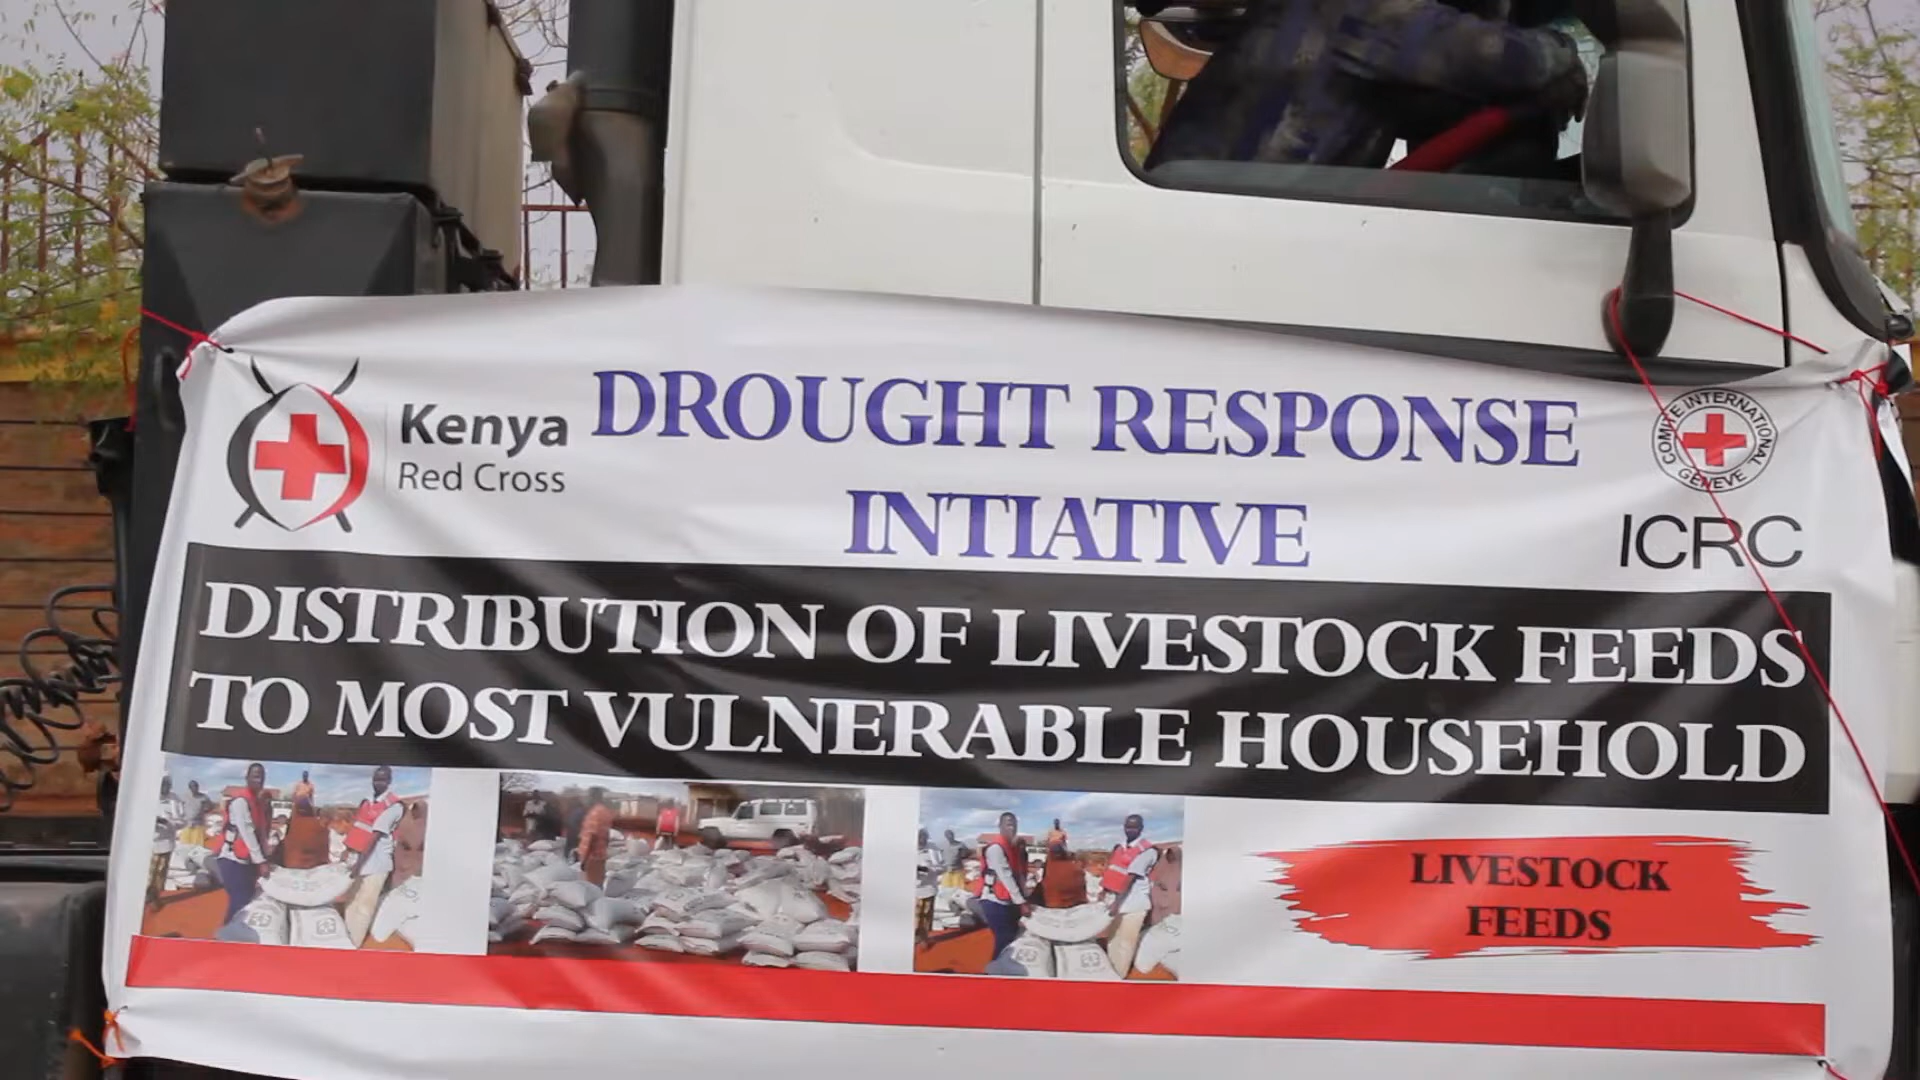 Kenya
Red Cross
DROUGHT RESPONSE
INTIATIVE
COMITE INTERNATIONAL
GENEVE
ICRC
DISTRIBUTION OF LIVESTOCK FEEDS
TO MOST VULNERABLE HOUSEHOLD
LIVESTOCK
FEEDS